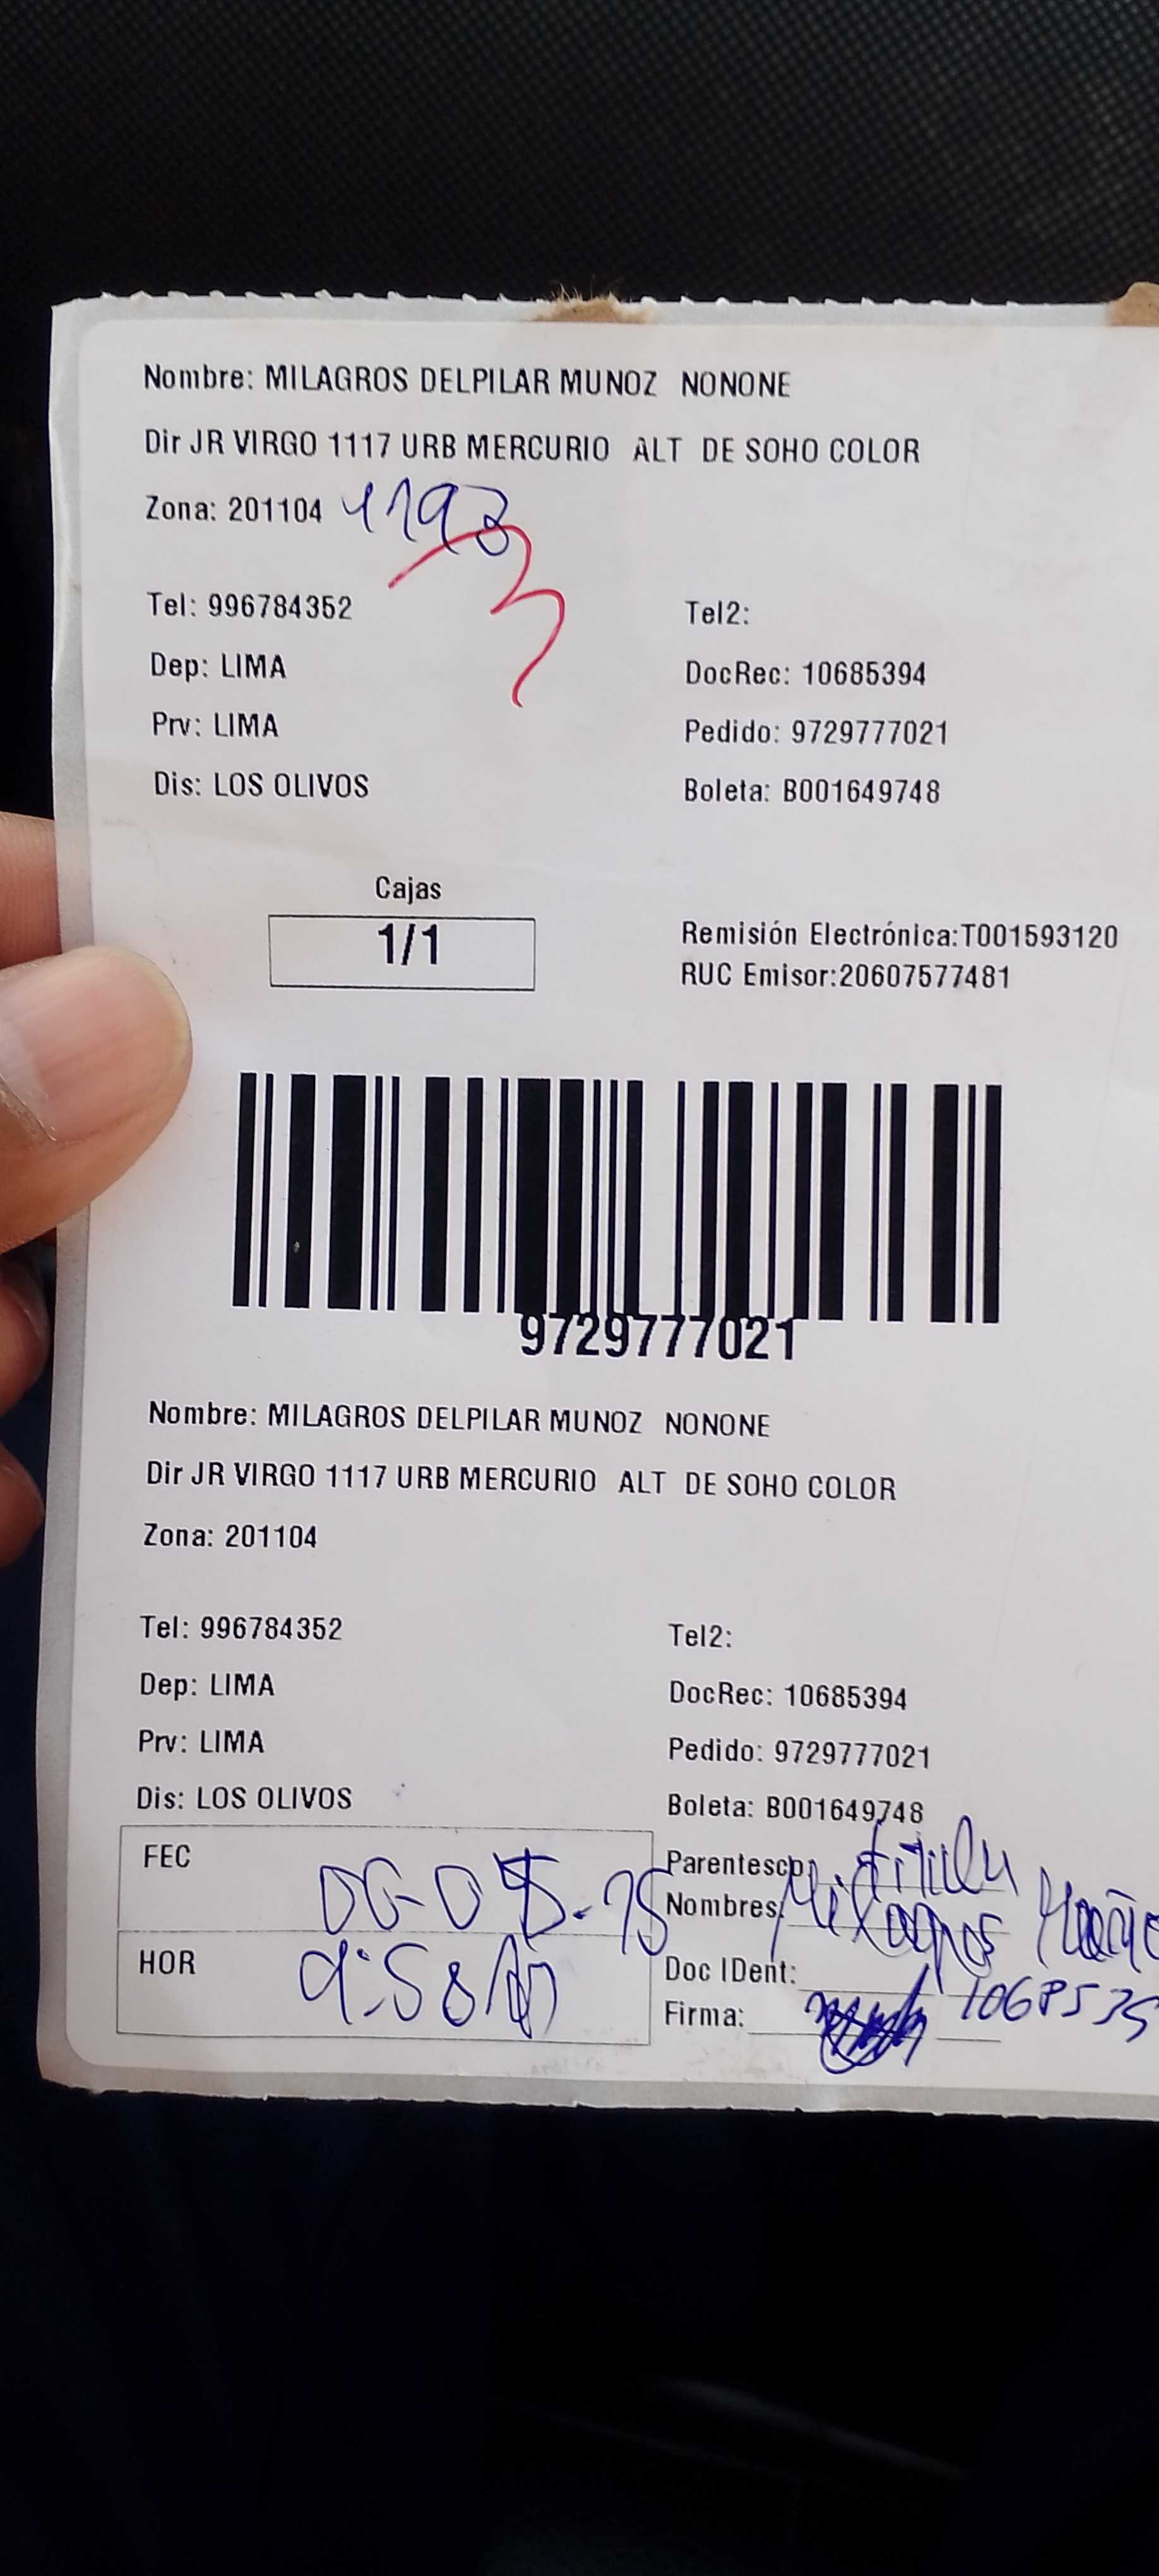 Nombre: MILAGROS DELPILAR MUNOZ NONONE
Dir JR VIRGO 1117 URB MERCURIO ALT DE SOHO COLOR
Zona: 201104 1193
Tel: 996784352 Tel2:
Dep: LIMA DocRec: 10685394
Prv: LIMA Pedido: 9729777021
Dis: LOS OLIVOS Boleta: B001649748
Cajas
1/1
Remisión Electrónica:T001593120
RUC Emisor:20607577481
9729777021
Nombre: MILAGROS DELPILAR MUNOZ NONONE
Dir JR VIRGO 1117 URB MERCURIO ALT DE SOHO COLOR
Zona: 201104
Tel: 996784352 Tel2:
Dep: LIMA DocRec: 10685394
Prv: LIMA Pedido: 9729777021
Dis: LOS OLIVOS Boleta: B001649748
FEC Parentesco:
Nombres: Milagros
HOR 9:58 Doc IDent:
Firma: